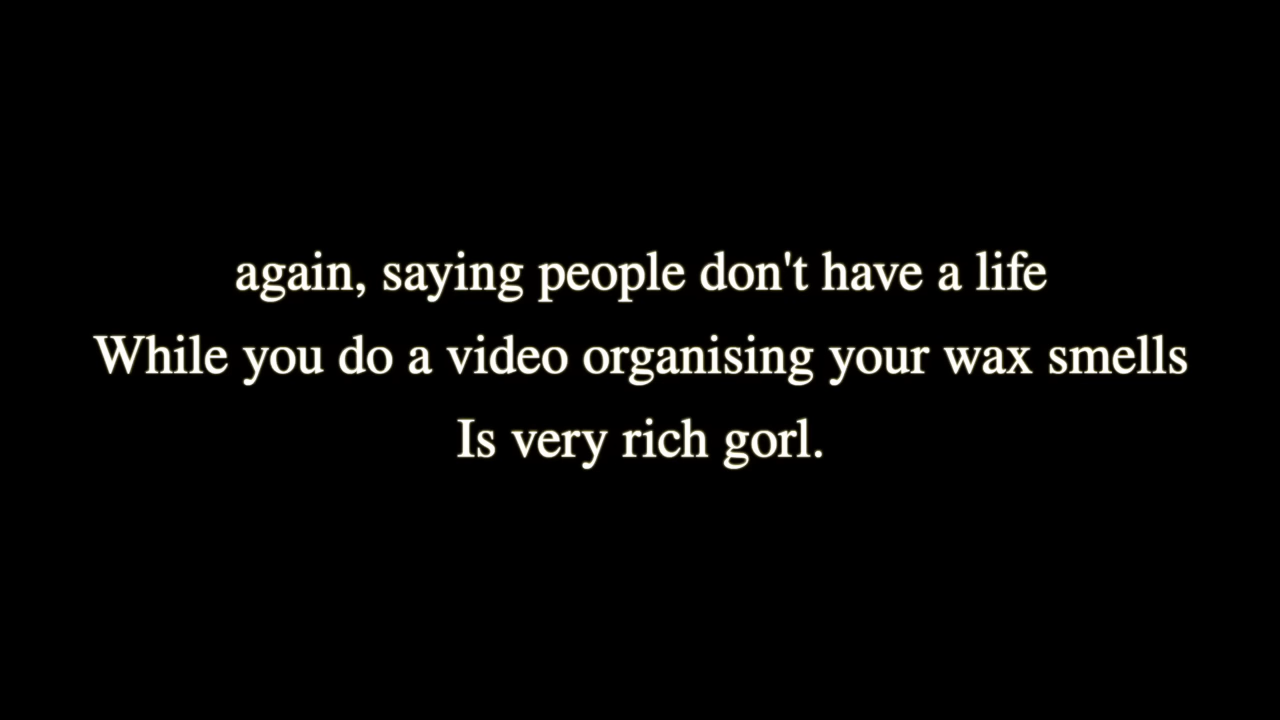 again, saying people don't have a life
While you do a video organising your wax smells
Is very rich gorl.